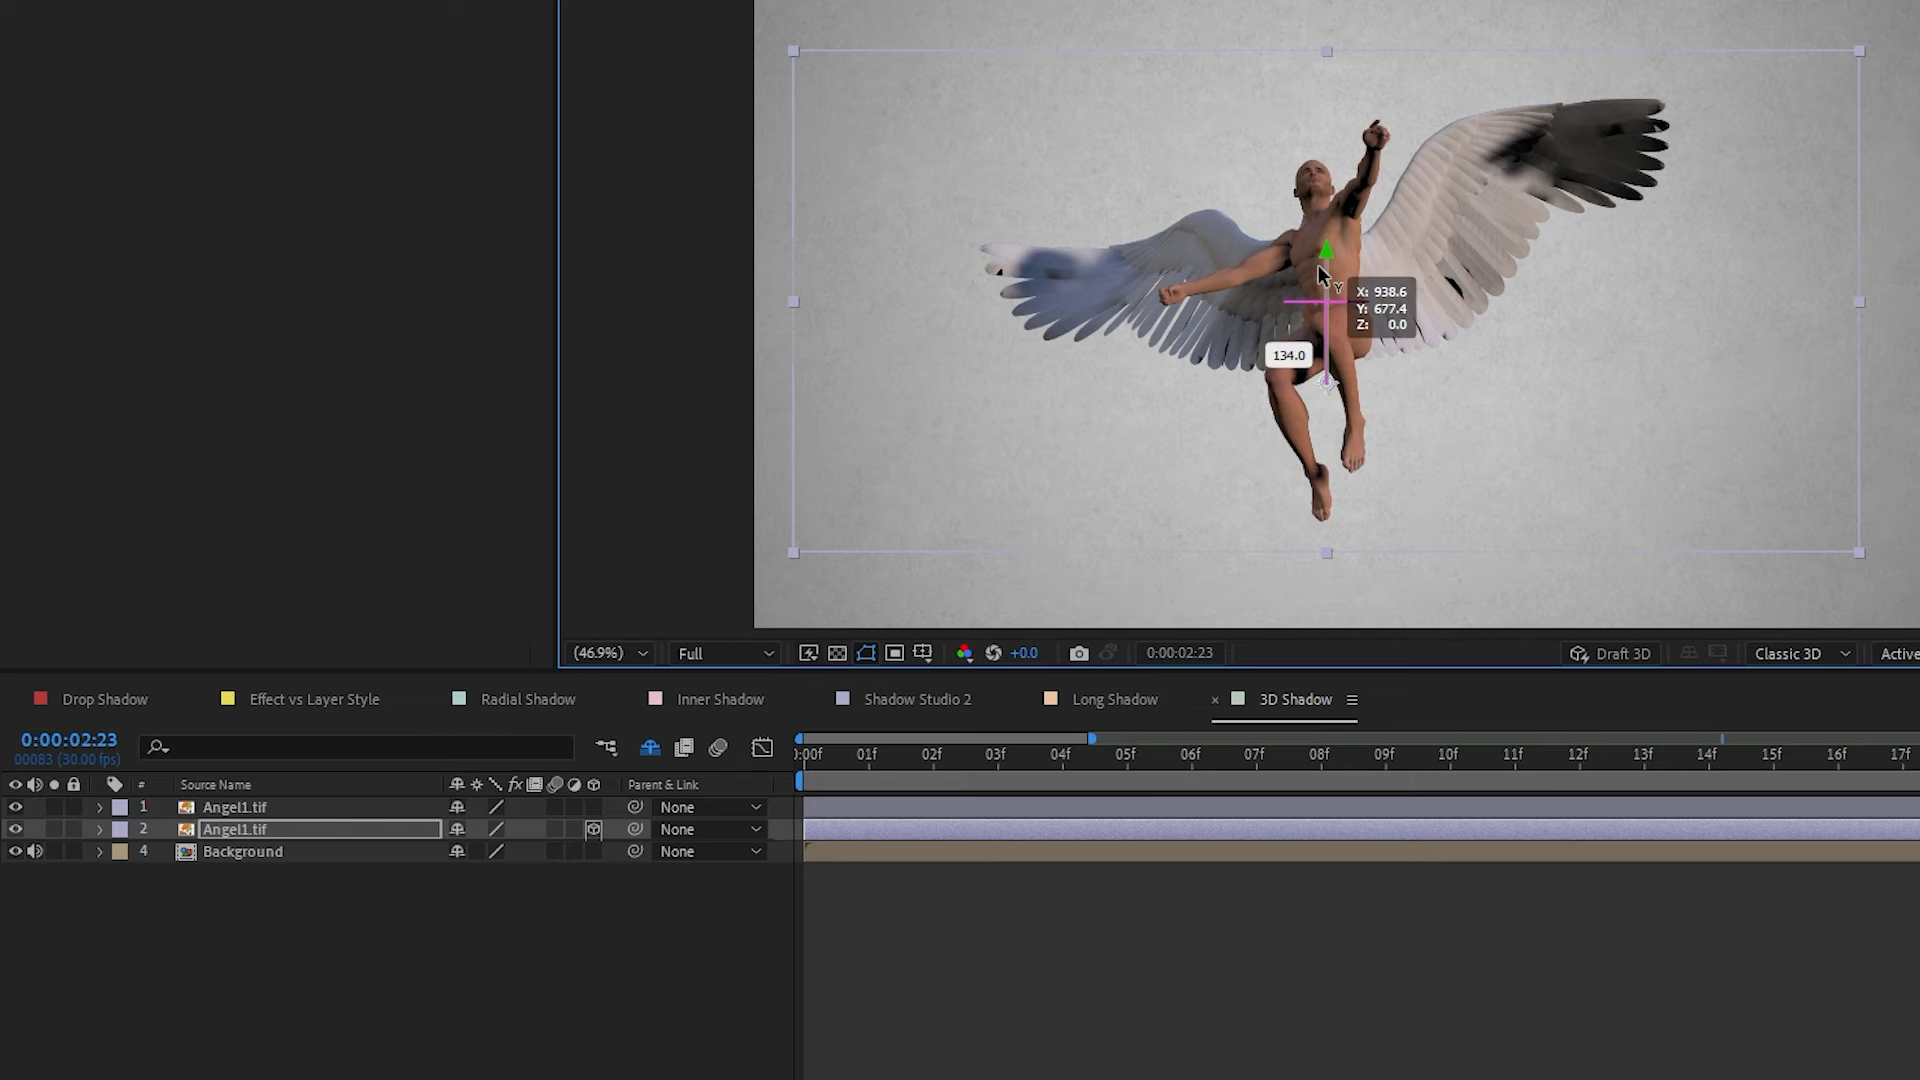 Y
X: 938.6
Y: 677.4
Z: 0.0
134.0
(46.9%) Full +0.0 0:00:02:23 Draft 3D Classic 3D Active
Drop Shadow Effect vs Layer Style Radial Shadow Inner Shadow Shadow Studio 2 Long Shadow × 3D Shadow
0:00:02:23
00083 (30.00 fps)
):00f 01f 02f 03f 04f 05f 06f 07f 08f 09f 10f 11f 12f 13f 14f 15f 16f 17f
# Source Name fx Parent & Link
1 Angel1.tif None
2 Angel1.tif None
4 Background None